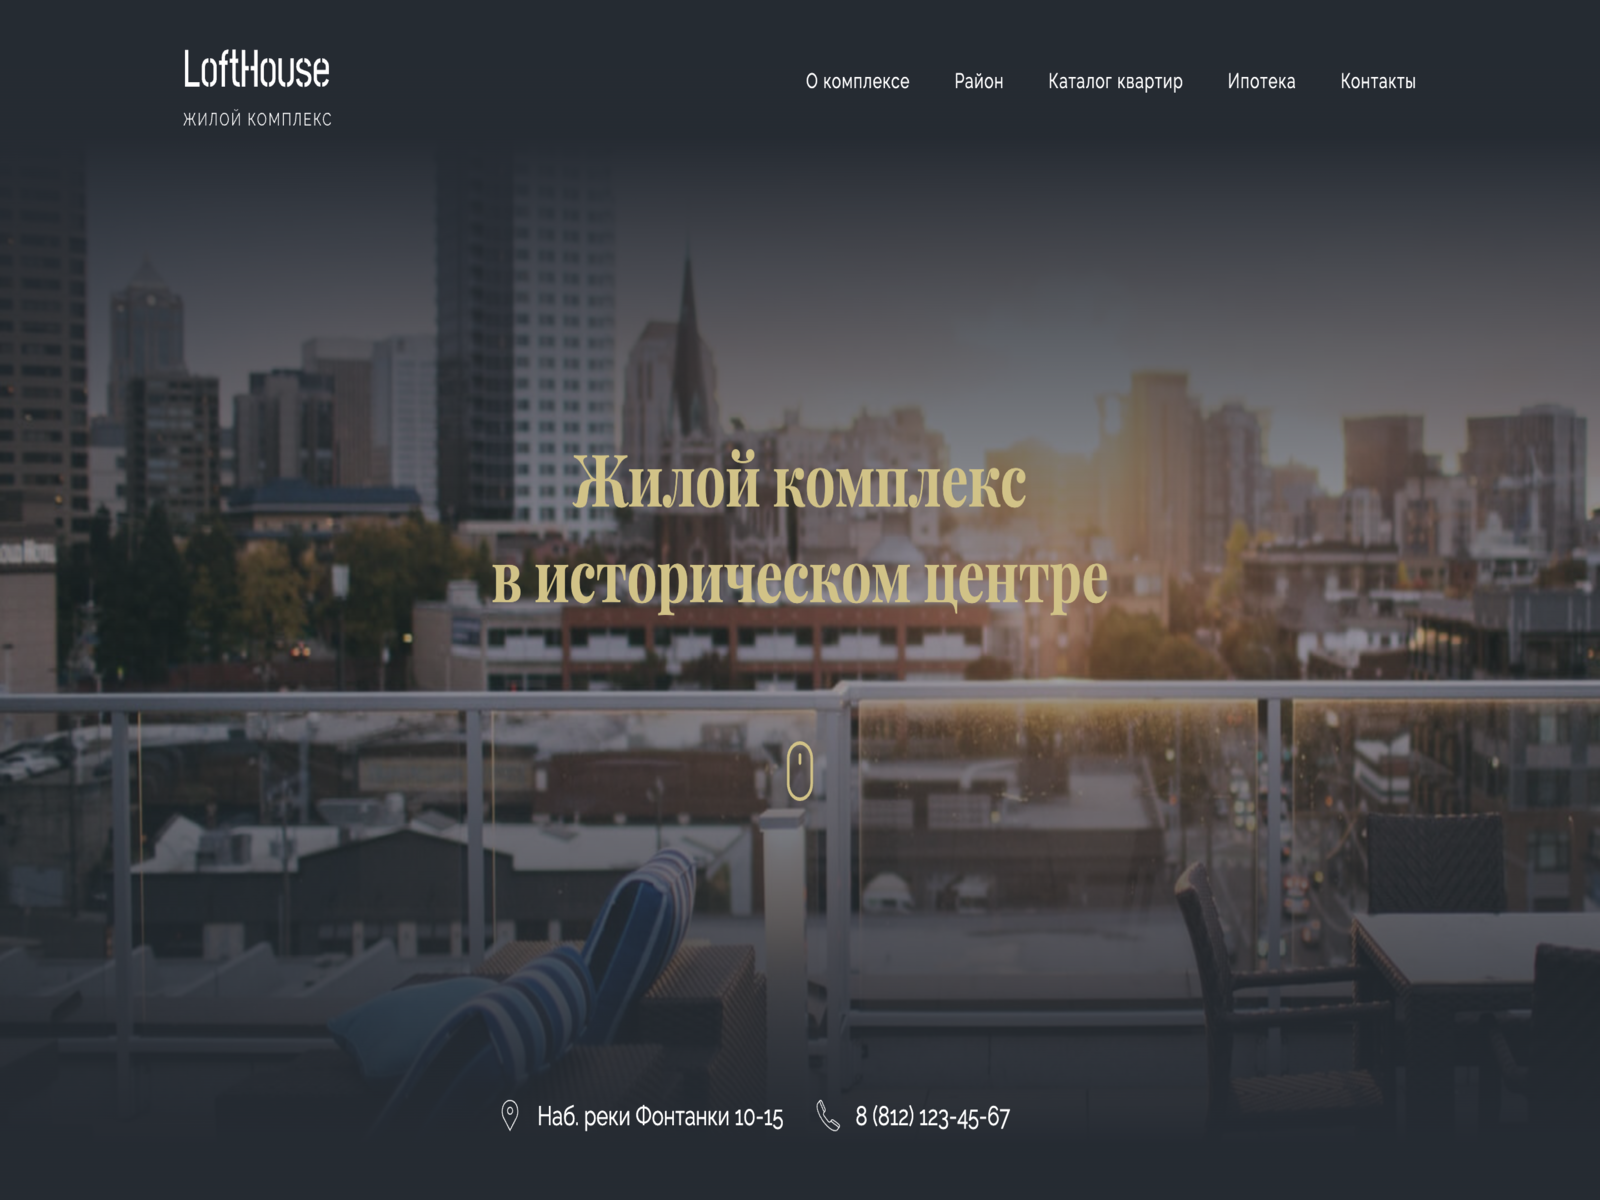 LoftHouse
ЖИЛОЙ КОМПЛЕКС
О комплексе Район Каталог квартир Ипотека Контакты
Жилой комплекс
в историческом центре
Наб. реки Фонтанки 10-15 8 (812) 123-45-67